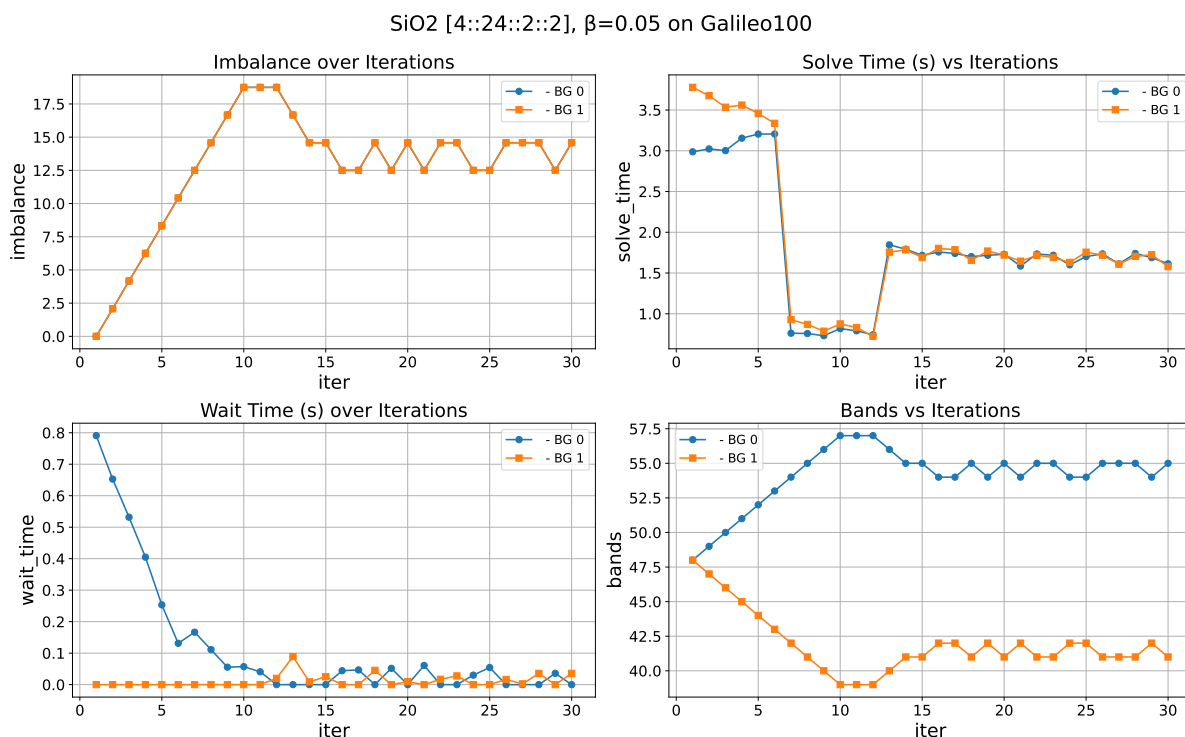 SiO2 [4::24::2::2], β=0.05 on Galileo100
Imbalance over Iterations
imbalance
17.5
15.0
12.5
10.0
7.5
5.0
2.5
0.0
0 5 10 15 20 25 30
iter
- BG 0
- BG 1
Solve Time (s) vs Iterations
solve_time
3.5
3.0
2.5
2.0
1.5
1.0
0 5 10 15 20 25 30
iter
- BG 0
- BG 1
Wait Time (s) over Iterations
wait_time
0.8
0.7
0.6
0.5
0.4
0.3
0.2
0.1
0.0
0 5 10 15 20 25 30
iter
- BG 0
- BG 1
Bands vs Iterations
bands
57.5
55.0
52.5
50.0
47.5
45.0
42.5
40.0
0 5 10 15 20 25 30
iter
- BG 0
- BG 1